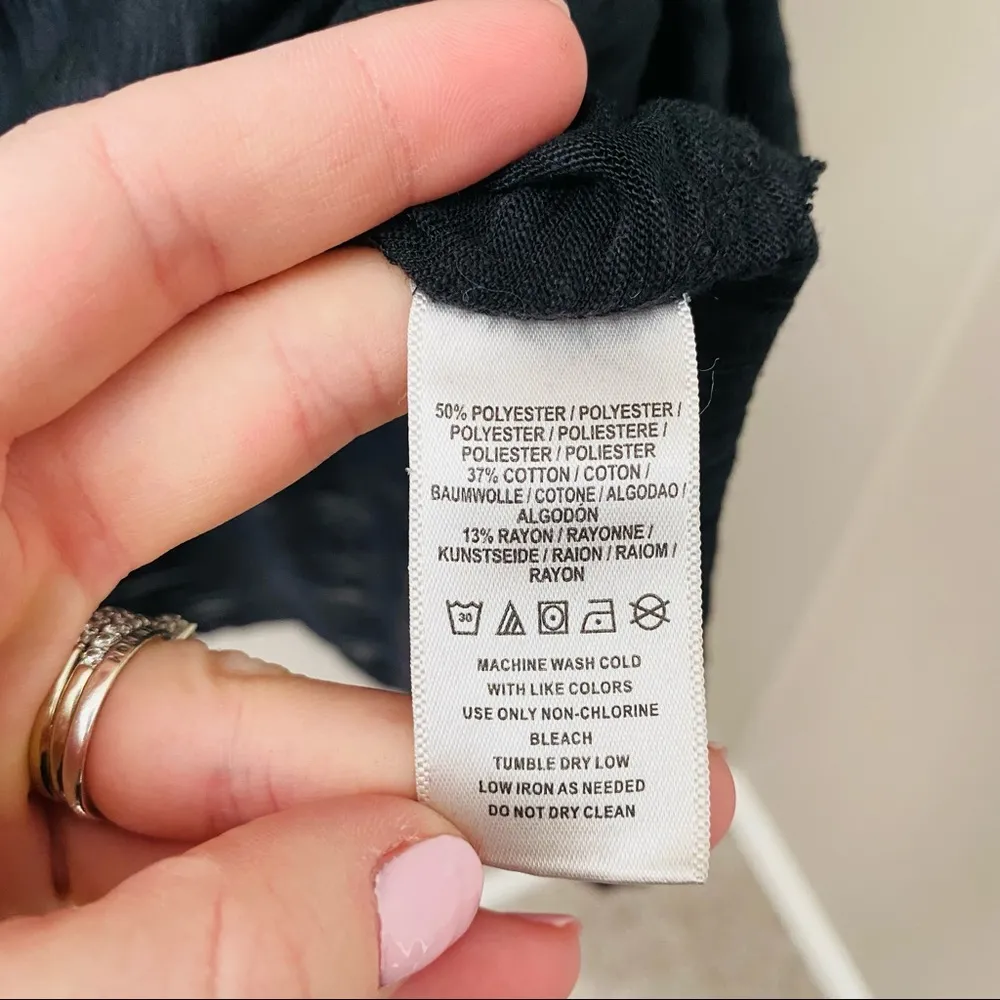 50% POLYESTER / POLYESTER /
POLYESTER / POLIESTERE /
POLIESTER / POLIESTER
37% COTTON / COTON /
BAUMWOLLE / COTONE / ALGODAO /
ALGODÓN
13% RAYON / RAYONNE /
KUNSTSEIDE / RAION / RAIOM /
RAYON
30
MACHINE WASH COLD
WITH LIKE COLORS
USE ONLY NON-CHLORINE
BLEACH
TUMBLE DRY LOW
LOW IRON AS NEEDED
DO NOT DRY CLEAN